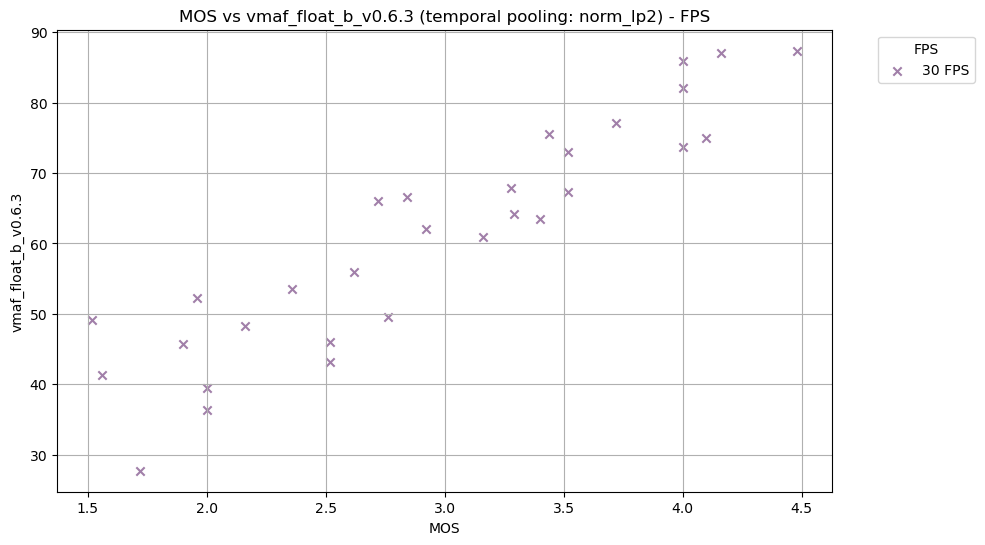 MOS vs vmaf_float_b_v0.6.3 (temporal pooling: norm_lp2) - FPS
90
80
70
60
50
40
30
vmaf_float_b_v0.6.3
1.5 2.0 2.5 3.0 3.5 4.0 4.5
MOS
FPS
30 FPS